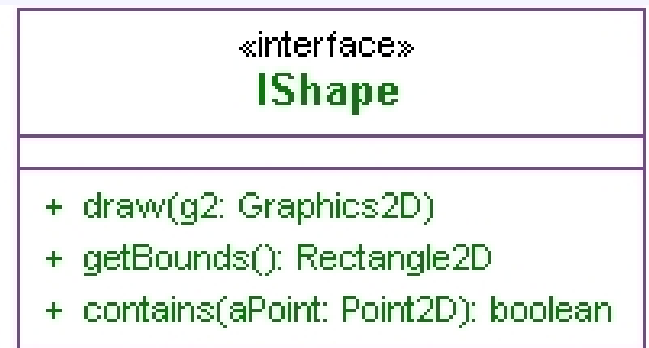 «interface»
IShape
+ draw(g2: Graphics2D)
+ getBounds(): Rectangle2D
+ contains(aPoint: Point2D): boolean